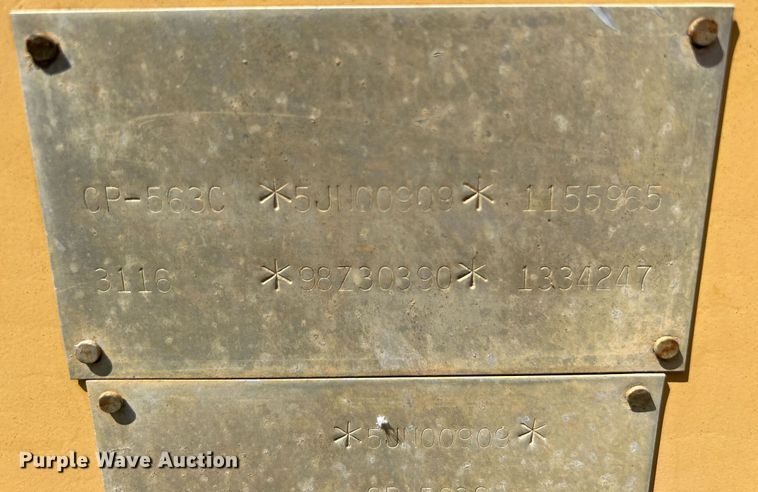 CP-563C *5JN00909* 1155965
3116 *98Z30390* 1334247
*5JN00909*
Purple Wave Auction